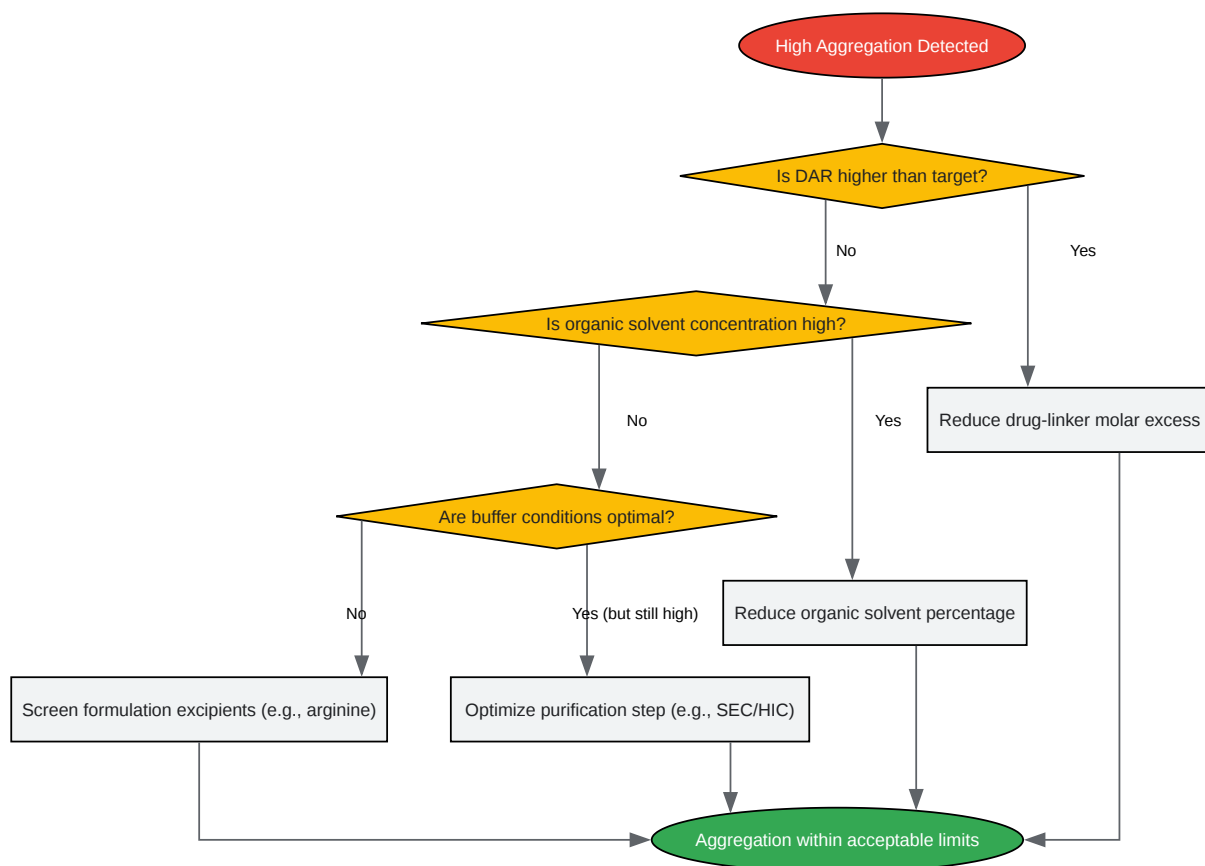 High Aggregation Detected
Is DAR higher than target?
No
Yes
Is organic solvent concentration high?
Reduce drug-linker molar excess
No
Yes
Are buffer conditions optimal?
Reduce organic solvent percentage
No
Yes (but still high)
Screen formulation excipients (e.g., arginine)
Optimize purification step (e.g., SEC/HIC)
Aggregation within acceptable limits